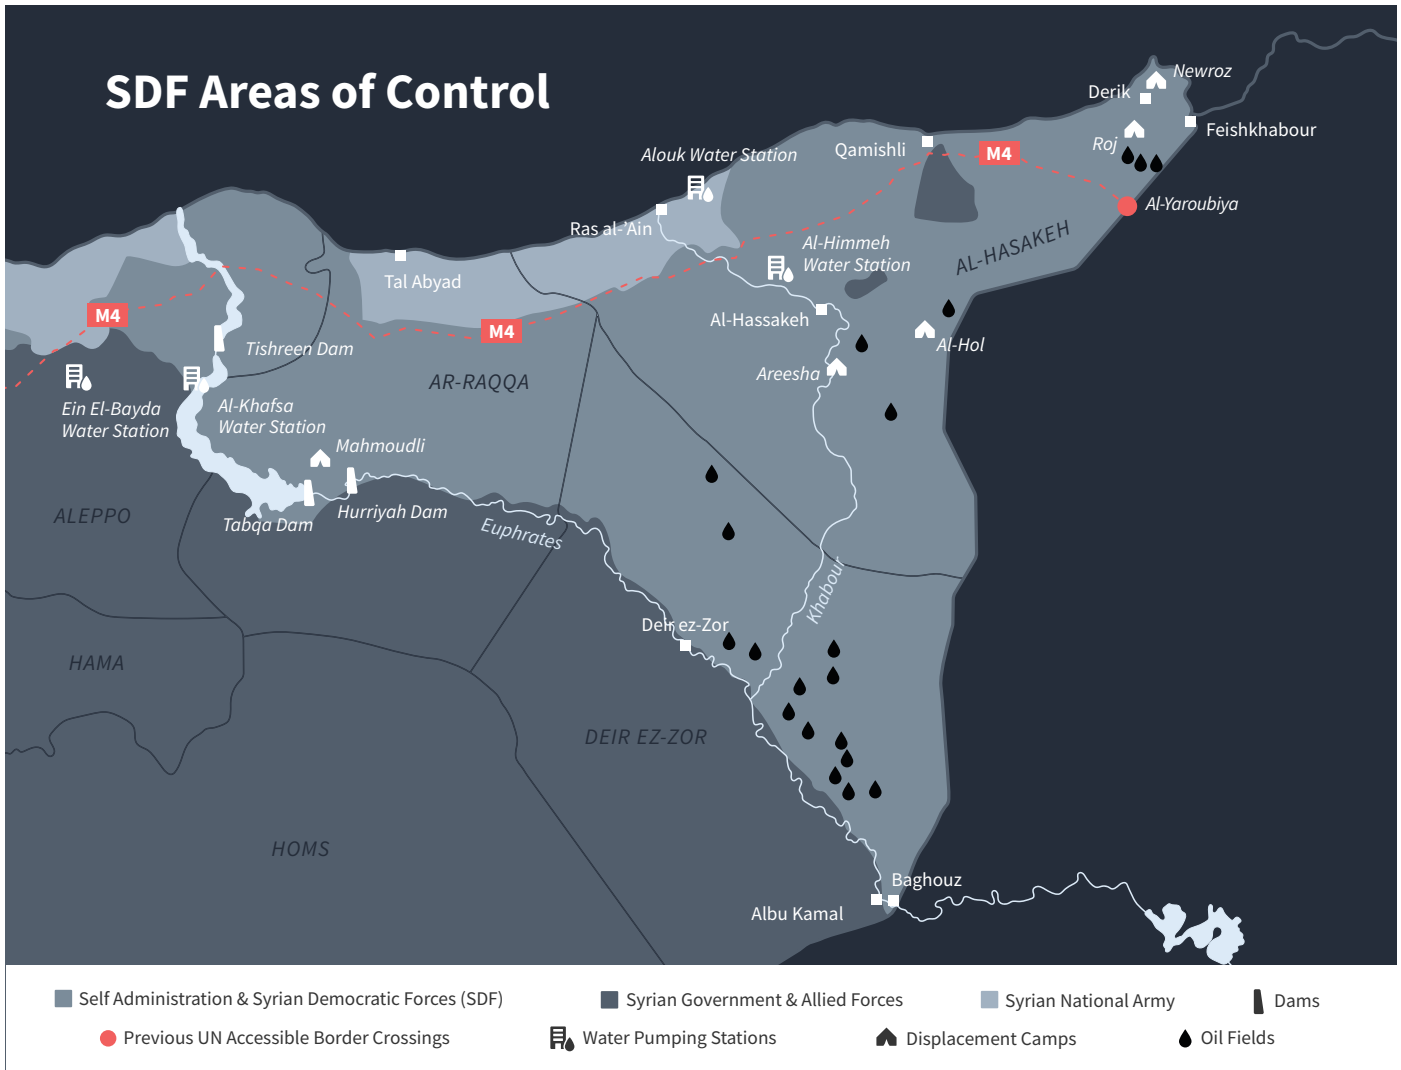 SDF Areas of Control
Newroz
Derik
Feishkhabour
Roj
Qamishli
M4
Alouk Water Station
Al-Yaroubiya
Ras al-'Ain
AL-HASAKEH
Al-Himmeh
Water Station
Tal Abyad
M4
M4
Al-Hassakeh
Al-Hol
Tishreen Dam
AR-RAQQA
Areesha
Ein El-Bayda
Water Station
Al-Khafsa
Water Station
Mahmoudli
ALEPPO
Tabqa Dam
Hurriyah Dam
Euphrates
Khabour
Deir ez-Zor
HAMA
DEIR EZ-ZOR
HOMS
Baghouz
Albu Kamal
Self Administration & Syrian Democratic Forces (SDF)
Syrian Government & Allied Forces
Syrian National Army
Dams
Previous UN Accessible Border Crossings
Water Pumping Stations
Displacement Camps
Oil Fields